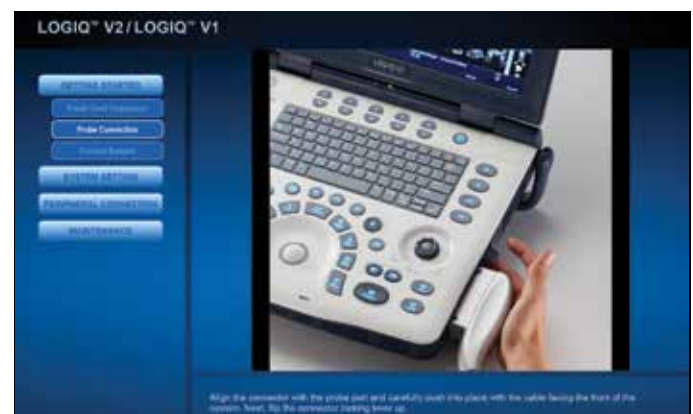 LOGIQ™ V2/LOGIQ™ V1
GETTING STARTED
Probe Connection
SYSTEM SETTING
PERIPHERAL CONNECTION
MAINTENANCE
Align the connector with the probe port and carefully push into place with the cable facing the front of the
system. Next, flip the connector locking lever up.